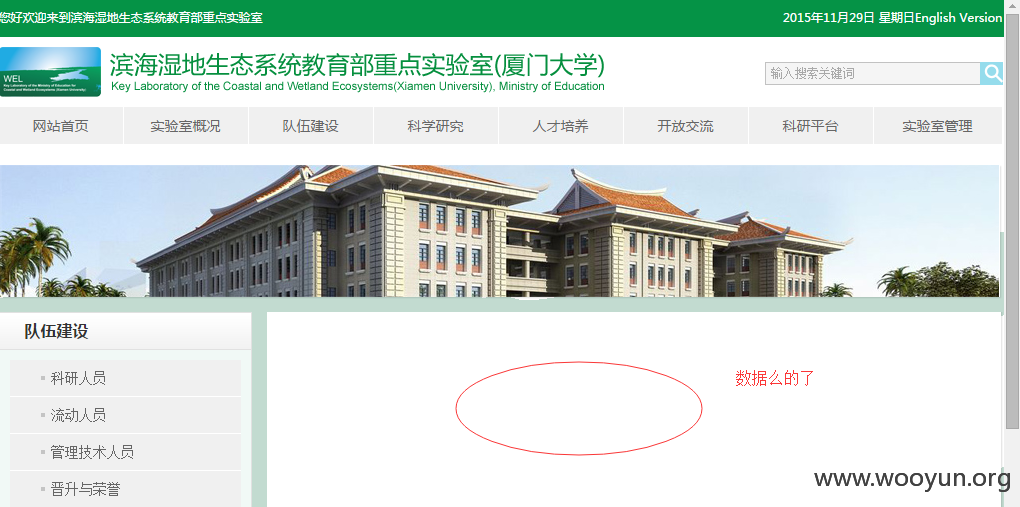 您好欢迎来到滨海湿地生态系统教育部重点实验室
2015年11月29日 星期日English Version
WEL
Key Laboratory of the Ministry of Education for
Coastal and Wetland Ecosystems (Xiamen University)
滨海湿地生态系统教育部重点实验室(厦门大学)
Key Laboratory of the Coastal and Wetland Ecosystems(Xiamen University), Ministry of Education
输入搜索关键词
网站首页
实验室概况
队伍建设
科学研究
人才培养
开放交流
科研平台
实验室管理
队伍建设
科研人员
流动人员
管理技术人员
晋升与荣誉
数据么的了
www.wooyun.org